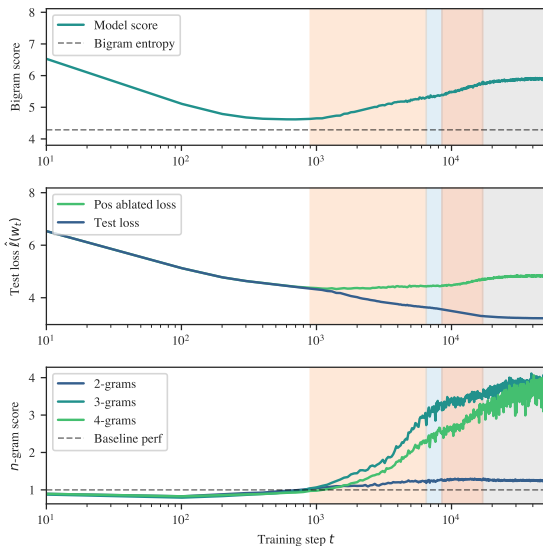 8
6
5
4
Bigram score
Model score
Bigram entropy
10^1
10^2
10^3
10^4
8
6
4
Test loss \hat{ℓ}(w_t)
Pos ablated loss
Test loss
10^1
10^2
10^3
10^4
4
3
2
1
n-gram score
2-grams
3-grams
4-grams
Baseline perf
10^1
10^2
10^3
10^4
Training step t